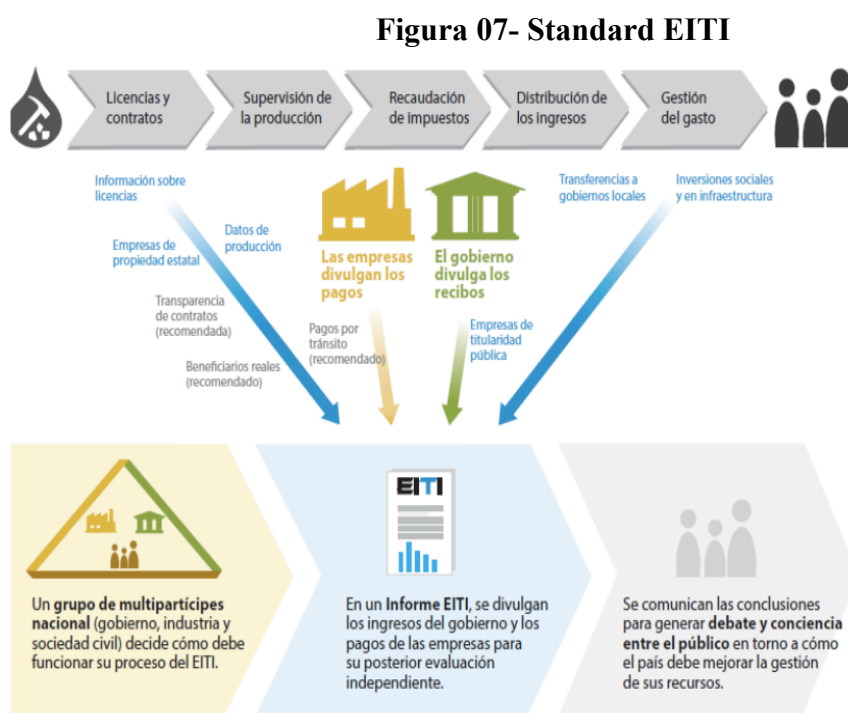 Figura 07- Standard EITI
Licencias y
contratos
Supervisión de
la producción
Recaudación
de impuestos
Distribución de
los ingresos
Gestión
del gasto
Información sobre
licencias
Empresas de
propiedad estatal
Datos de
producción
Transparencia
de contratos
(recomendada)
Beneficiarios reales
(recomendado)
Las empresas
divulgan los
pagos
Pagos por
tránsito
(recomendado)
El gobierno
divulga los
recibos
Empresas de
titularidad
pública
Transferencias a
gobiernos locales
Inversiones sociales
y en infraestructura
Un grupo de multipartícipes
nacional (gobierno, industria y
sociedad civil) decide cómo debe
funcionar su proceso del EITI.
EITI
En un Informe EITI, se divulgan
los ingresos del gobierno y los
pagos de las empresas para
su posterior evaluación
independiente.
Se comunican las conclusiones
para generar debate y conciencia
entre el público en torno a cómo
el país debe mejorar la gestión
de sus recursos.